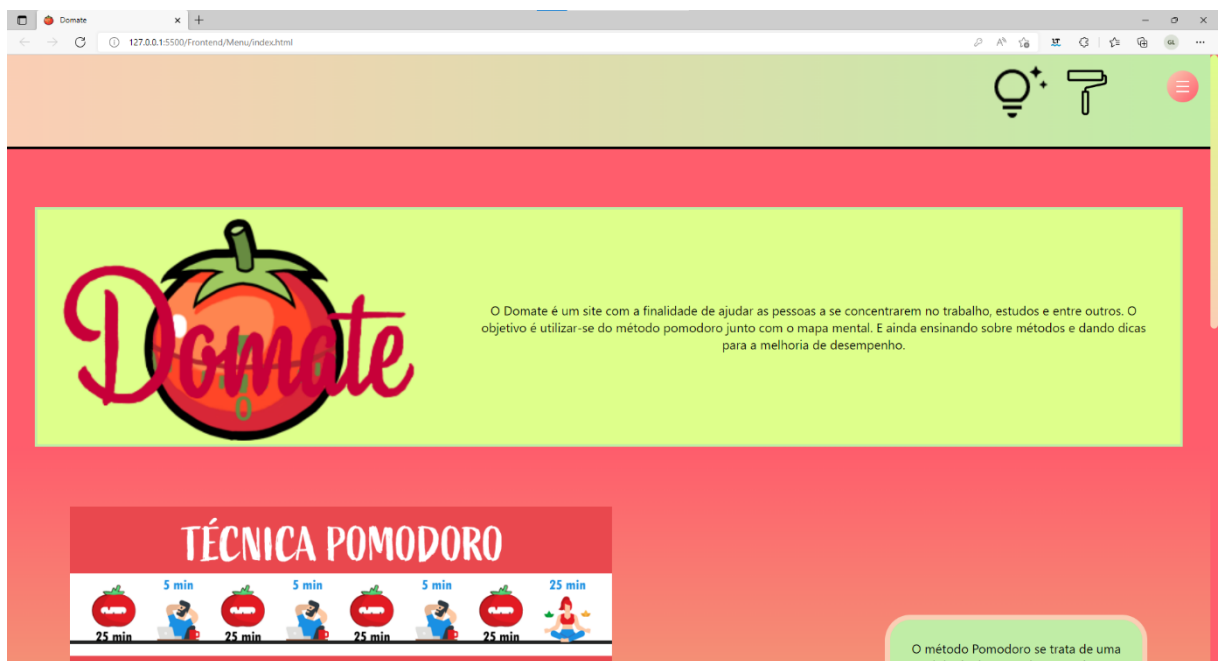 Domate
127.0.0.1:5500/Frontend/Menu/index.html
GL
Domate
O Domate é um site com a finalidade de ajudar as pessoas a se concentrarem no trabalho, estudos e entre outros. O
objetivo é utilizar-se do método pomodoro junto com o mapa mental. E ainda ensinando sobre métodos e dando dicas
para a melhoria de desempenho.
TÉCNICA POMODORO
5 min 5 min 5 min 25 min
25 min 25 min 25 min 25 min
O método Pomodoro se trata de uma